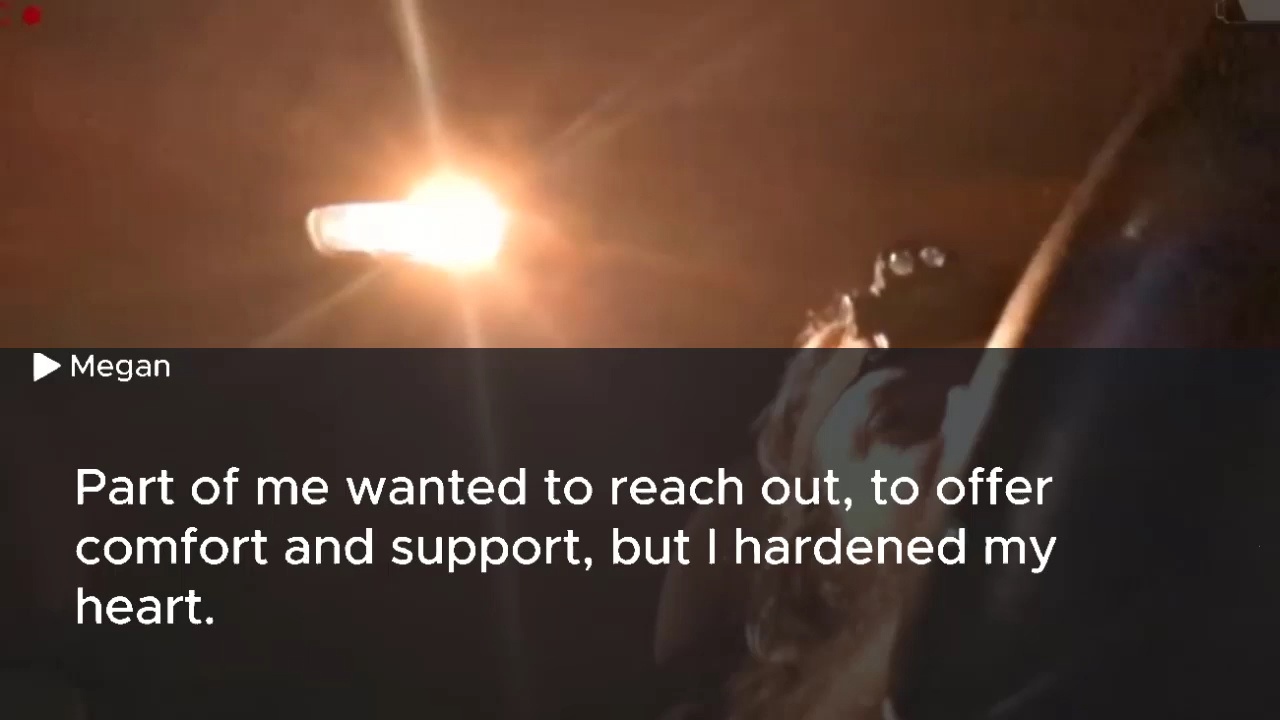 Megan
Part of me wanted to reach out, to offer
comfort and support, but I hardened my
heart.